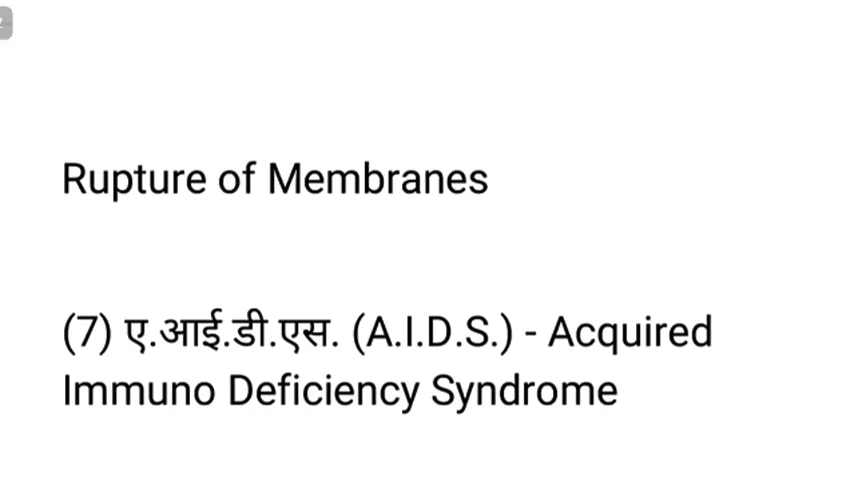 Rupture of Membranes
(7) ए.आई.डी.एस. (A.I.D.S.) - Acquired
Immuno Deficiency Syndrome